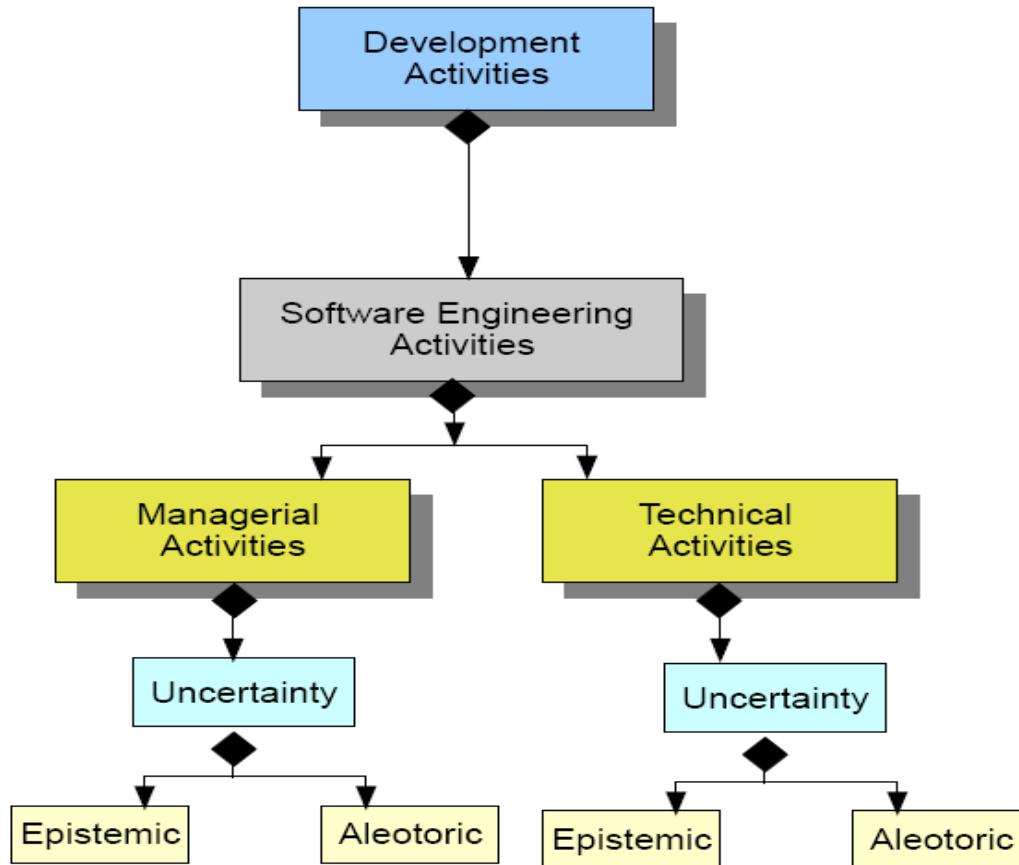 Development
Activities
Software Engineering
Activities
Managerial
Activities
Technical
Activities
Uncertainty
Uncertainty
Epistemic
Aleotoric
Epistemic
Aleotoric